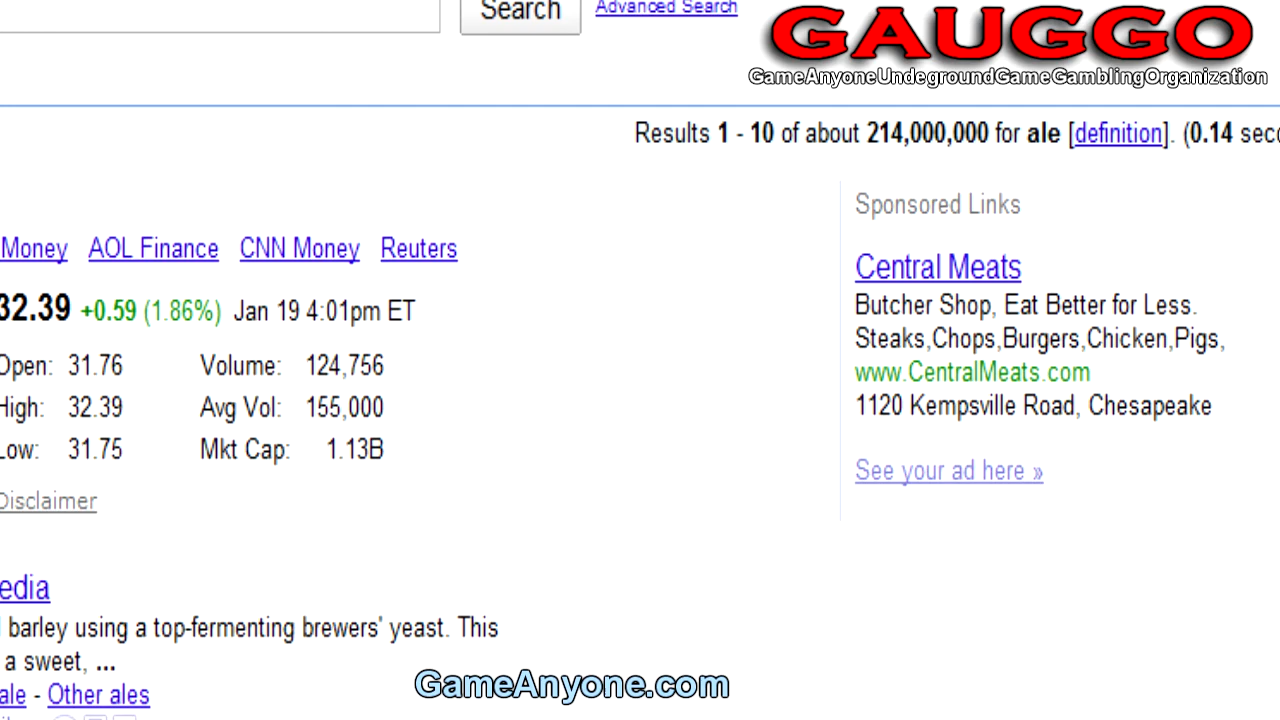 Search Advanced Search
GAUGGO
GameAnyoneUndegroundGameGamblingOrganization
Results 1 - 10 of about 214,000,000 for ale [definition]. (0.14
Sponsored Links
Money AOL Finance CNN Money Reuters
Central Meats
Butcher Shop, Eat Better for Less.
Steaks,Chops,Burgers,Chicken,Pigs,
www.CentralMeats.com
1120 Kempsville Road, Chesapeake
See your ad here »
32.39 +0.59 (1.86%) Jan 19 4:01pm ET
Open: 31.76 Volume: 124,756
High: 32.39 Avg Vol: 155,000
Low: 31.75 Mkt Cap: 1.13B
Disclaimer
edia
barley using a top-fermenting brewers' yeast. This
a sweet, ...
ale - Other ales
GameAnyone.com